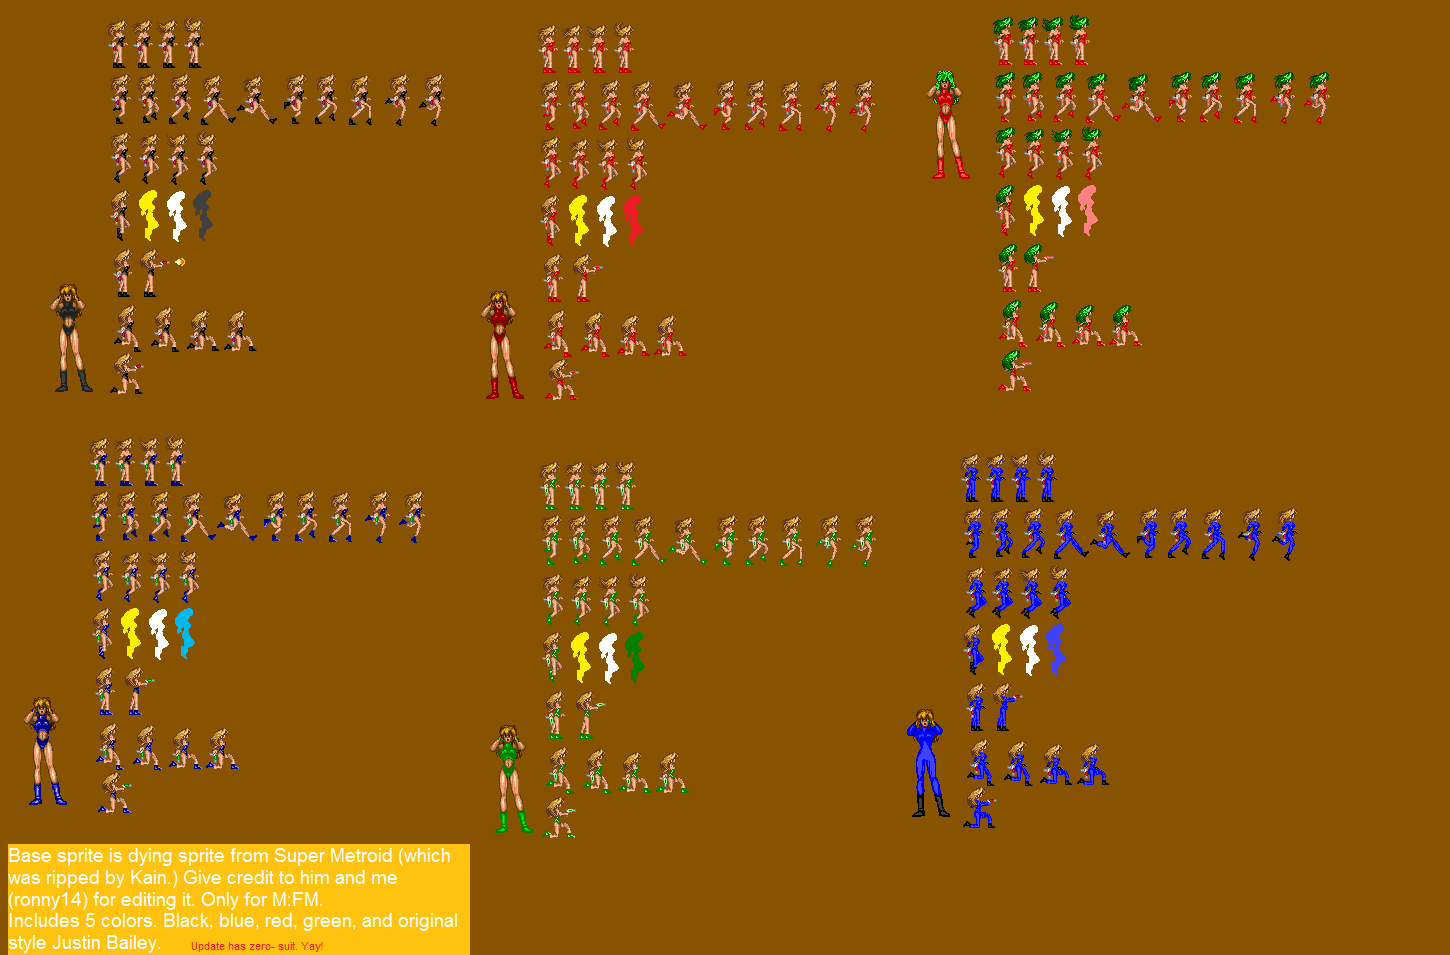 Base sprite is dying sprite from Super Metroid (which
was ripped by Kain.) Give credit to him and me
(ronny14) for editing it. Only for M:FM.
Includes 5 colors. Black, blue, red, green, and original
style Justin Bailey. Update has zero- suit. Yay!